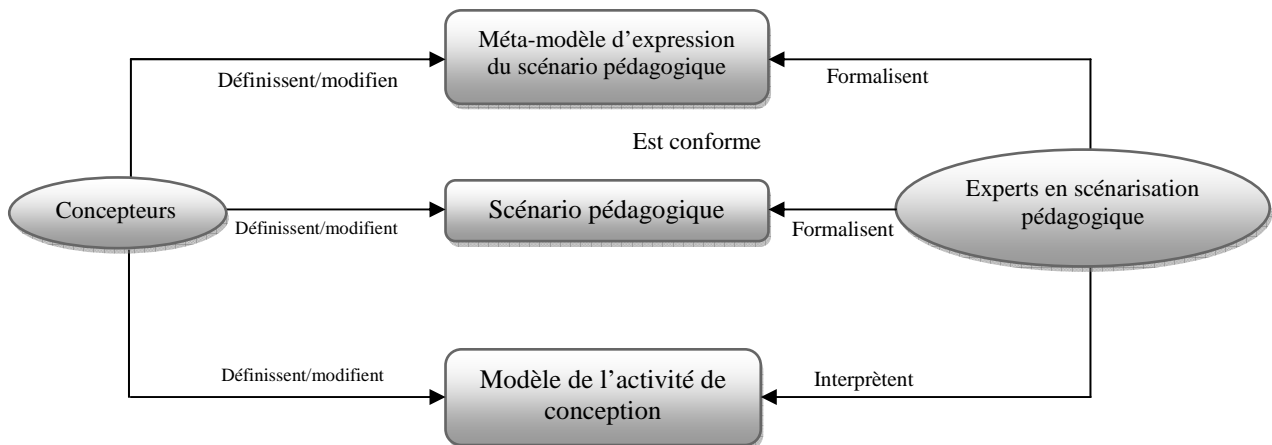 Méta-modèle d’expression
du scénario pédagogique
Définissent/modifien
Formalisent
Est conforme
Concepteurs
Définissent/modifient
Scénario pédagogique
Formalisent
Experts en scénarisation
pédagogique
Définissent/modifient
Modèle de l’activité de
conception
Interprètent